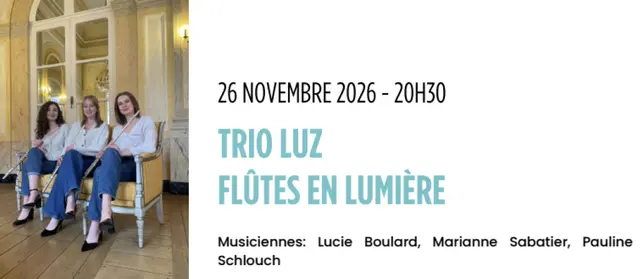 26 NOVEMBRE 2026 - 20H30
TRIO LUZ
FLÛTES EN LUMIÈRE
Musiciennes: Lucie Boulard, Marianne Sabatier, Pauline
Schlouch